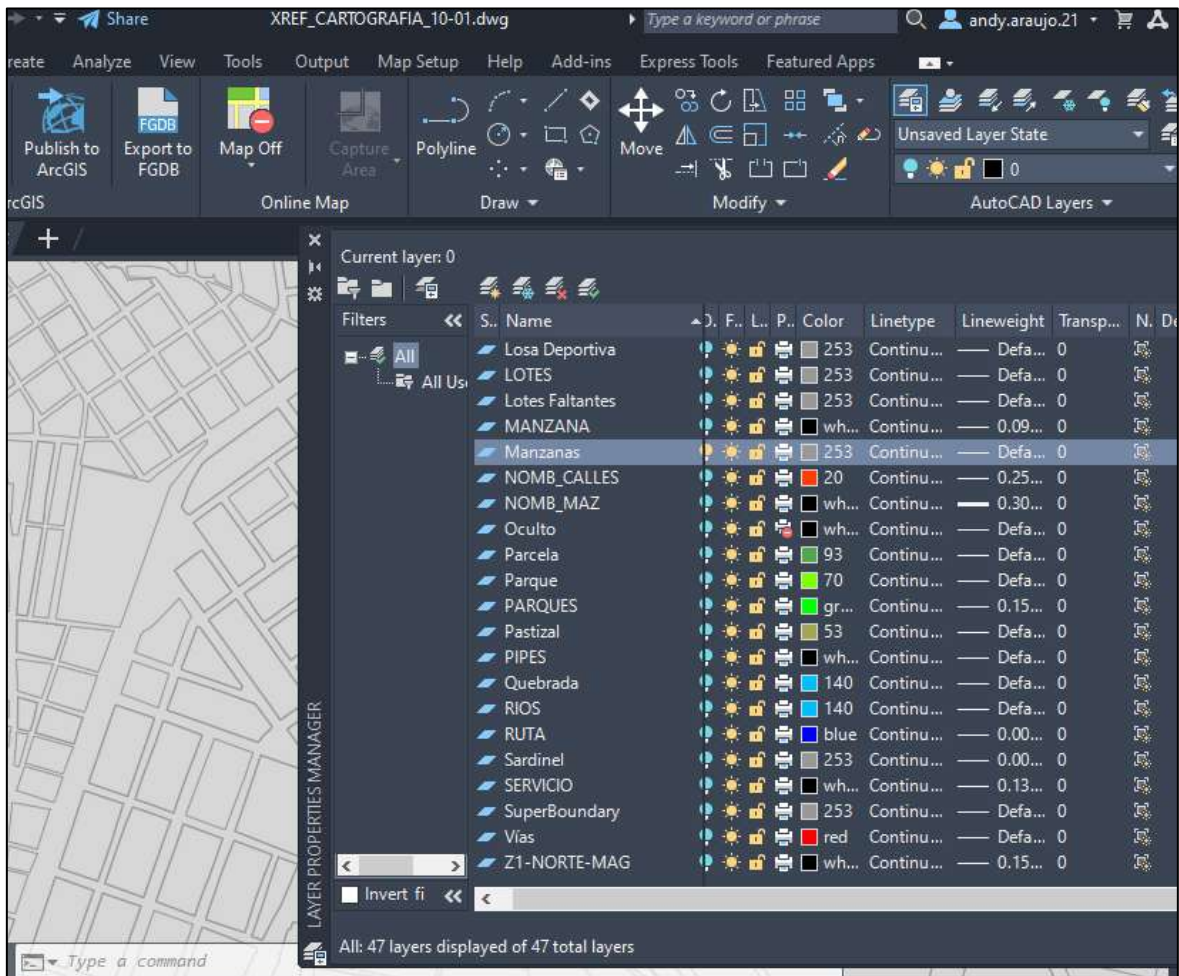 Share XREF_CARTOGRAFIA_10-01.dwg Type a keyword or phrase andy.araujo.21
reate Analyze View Tools Output Map Setup Help Add-ins Express Tools Featured Apps
FGDB
Publish to ArcGIS
Export to FGDB
Map Off
Capture Area
Polyline
Move
Unsaved Layer State
0
rcGIS Online Map Draw Modify AutoCAD Layers
Current layer: 0
Filters
All
All Use
S.. Name ). F.. L.. P.. Color Linetype Lineweight Transp... N. De
Losa Deportiva 253 Continu... Defa... 0
LOTES 253 Continu... Defa... 0
Lotes Faltantes 253 Continu... Defa... 0
MANZANA wh... Continu... 0.09... 0
Manzanas 253 Continu... Defa... 0
NOMB_CALLES 20 Continu... 0.25... 0
NOMB_MAZ wh... Continu... 0.30... 0
Oculto wh... Continu... Defa... 0
Parcela 93 Continu... Defa... 0
Parque 70 Continu... Defa... 0
PARQUES gr... Continu... 0.15... 0
Pastizal 53 Continu... Defa... 0
PIPES wh... Continu... Defa... 0
Quebrada 140 Continu... Defa... 0
RIOS 140 Continu... Defa... 0
RUTA blue Continu... 0.00... 0
Sardinel 253 Continu... 0.00... 0
SERVICIO wh... Continu... 0.13... 0
SuperBoundary 253 Continu... Defa... 0
Vías red Continu... Defa... 0
Z1-NORTE-MAG wh... Continu... 0.15... 0
Invert fi
LAYER PROPERTIES MANAGER
All: 47 layers displayed of 47 total layers
Type a command